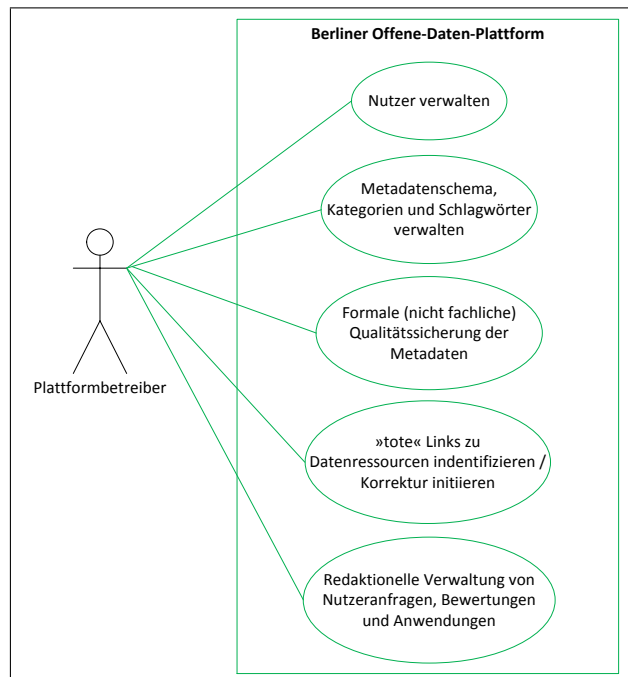 Berliner Offene-Daten-Plattform
Nutzer verwalten
Metadatenschema,
Kategorien und Schlagwörter
verwalten
Formale (nicht fachliche)
Qualitätssicherung der
Metadaten
Plattformbetreiber
»tote« Links zu
Datenressourcen indentifizieren /
Korrektur initiieren
Redaktionelle Verwaltung von
Nutzeranfragen, Bewertungen
und Anwendungen